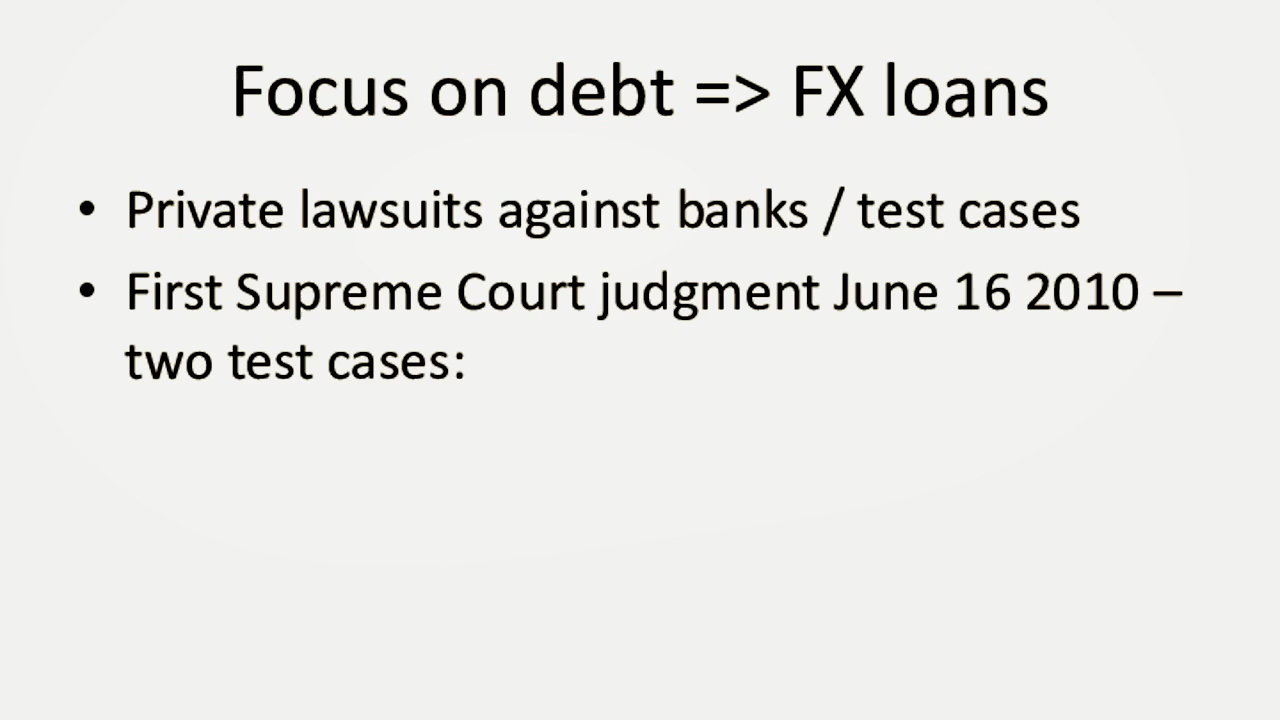 Focus on debt => FX loans
• Private lawsuits against banks / test cases
• First Supreme Court judgment June 16 2010 –
two test cases: